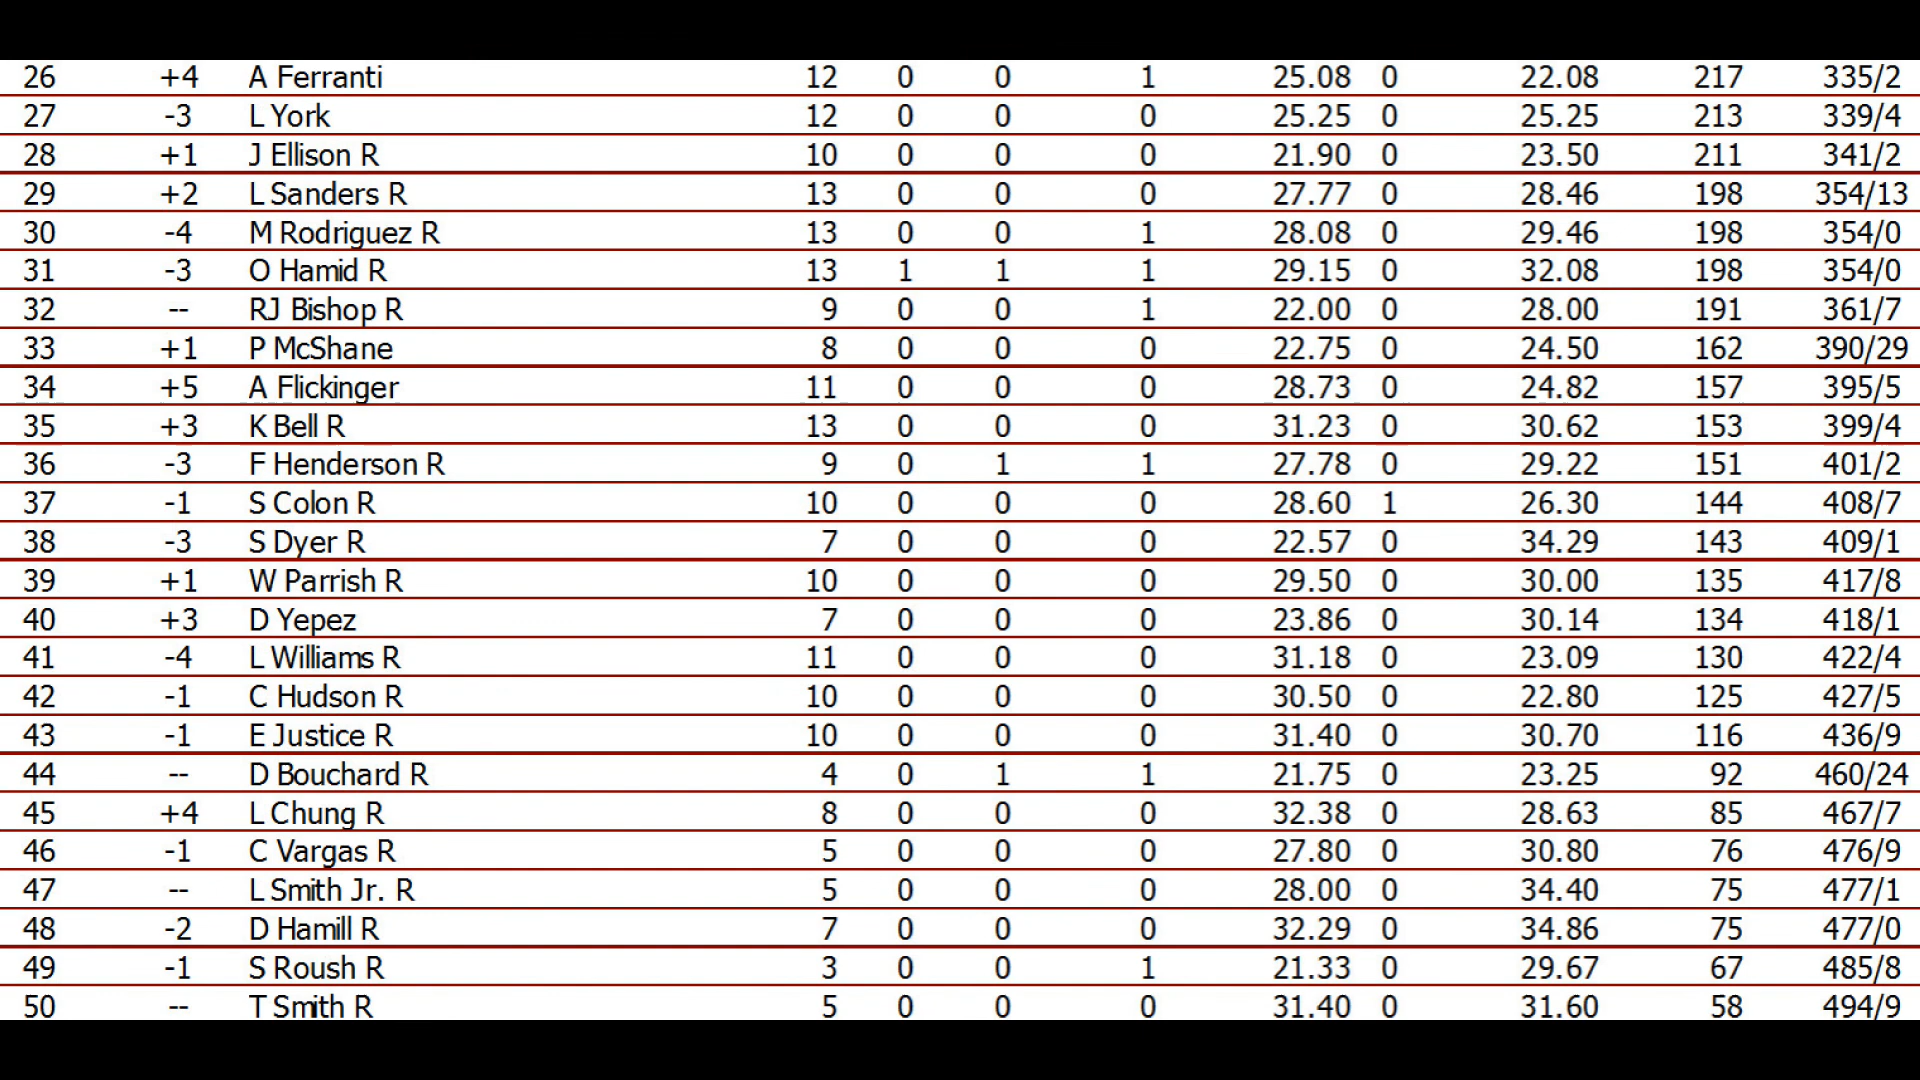 26 +4 A Ferranti 12 0 0 1 25.08 0 22.08 217 335/2
27 -3 L York 12 0 0 0 25.25 0 25.25 213 339/4
28 +1 J Ellison R 10 0 0 0 21.90 0 23.50 211 341/2
29 +2 L Sanders R 13 0 0 0 27.77 0 28.46 198 354/13
30 -4 M Rodriguez R 13 0 0 1 28.08 0 29.46 198 354/0
31 -3 O Hamid R 13 1 1 1 29.15 0 32.08 198 354/0
32 -- RJ Bishop R 9 0 0 1 22.00 0 28.00 191 361/7
33 +1 P McShane 8 0 0 0 22.75 0 24.50 162 390/29
34 +5 A Flickinger 11 0 0 0 28.73 0 24.82 157 395/5
35 +3 K Bell R 13 0 0 0 31.23 0 30.62 153 399/4
36 -3 F Henderson R 9 0 1 1 27.78 0 29.22 151 401/2
37 -1 S Colon R 10 0 0 0 28.60 1 26.30 144 408/7
38 -3 S Dyer R 7 0 0 0 22.57 0 34.29 143 409/1
39 +1 W Parrish R 10 0 0 0 29.50 0 30.00 135 417/8
40 +3 D Yepez 7 0 0 0 23.86 0 30.14 134 418/1
41 -4 L Williams R 11 0 0 0 31.18 0 23.09 130 422/4
42 -1 C Hudson R 10 0 0 0 30.50 0 22.80 125 427/5
43 -1 E Justice R 10 0 0 0 31.40 0 30.70 116 436/9
44 -- D Bouchard R 4 0 1 1 21.75 0 23.25 92 460/24
45 +4 L Chung R 8 0 0 0 32.38 0 28.63 85 467/7
46 -1 C Vargas R 5 0 0 0 27.80 0 30.80 76 476/9
47 -- L Smith Jr. R 5 0 0 0 28.00 0 34.40 75 477/1
48 -2 D Hamill R 7 0 0 0 32.29 0 34.86 75 477/0
49 -1 S Roush R 3 0 0 1 21.33 0 29.67 67 485/8
50 -- T Smith R 5 0 0 0 31.40 0 31.60 58 494/9